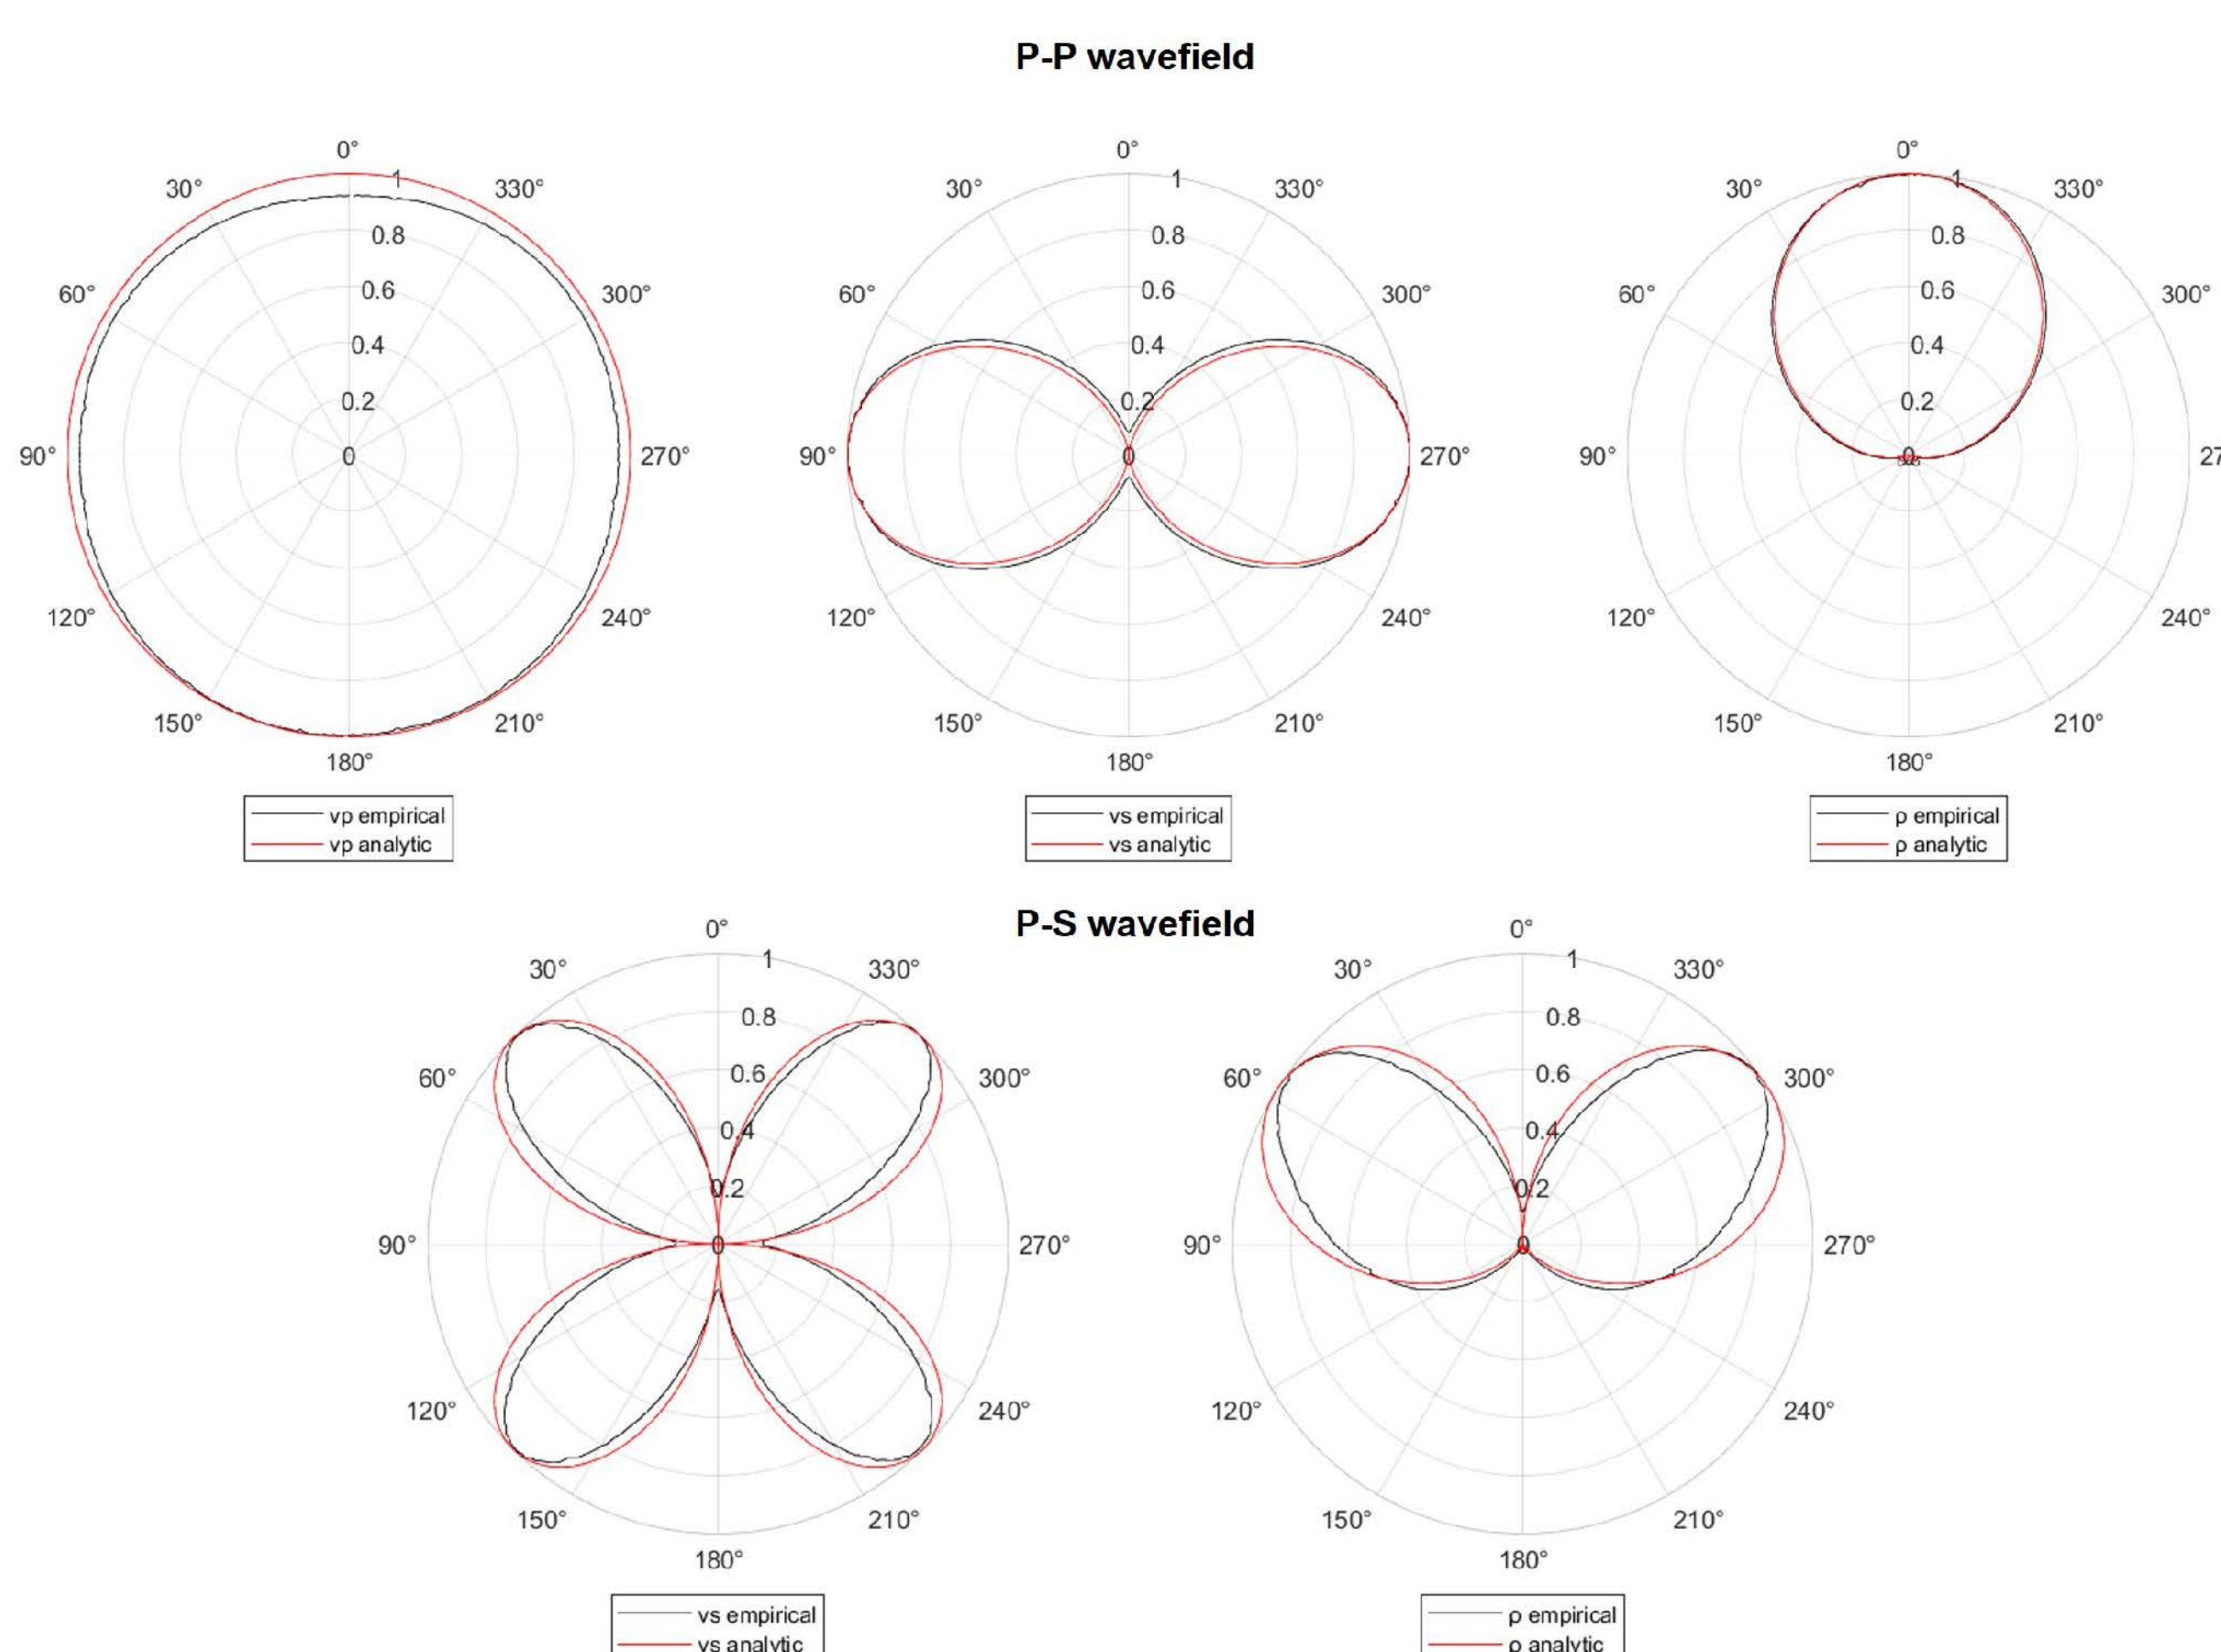 P-P wavefield
0° 0° 0°
30° 1 330° 30° 1 330° 30° 1 330°
0.8 0.8 0.8
60° 0.6 300° 60° 0.6 300° 60° 0.6 300°
0.4 0.4 0.4
0.2 0.2 0.2
90° 0 270° 90° 0 270° 90° 0 27
120° 240° 120° 240° 120° 240°
150° 210° 150° 210° 150° 210°
180° 180° 180°
vp empirical
vp analytic
vs empirical
vs analytic
ρ empirical
ρ analytic
P-S wavefield
0° 0°
30° 1 330° 30° 1 330°
0.8 0.8
60° 0.6 300° 60° 0.6 300°
0.4 0.4
0.2 0.2
90° 0 270° 90° 0 270°
120° 240° 120° 240°
150° 210° 150° 210°
180° 180°
vs empirical
vs analytic
ρ empirical
ρ analytic